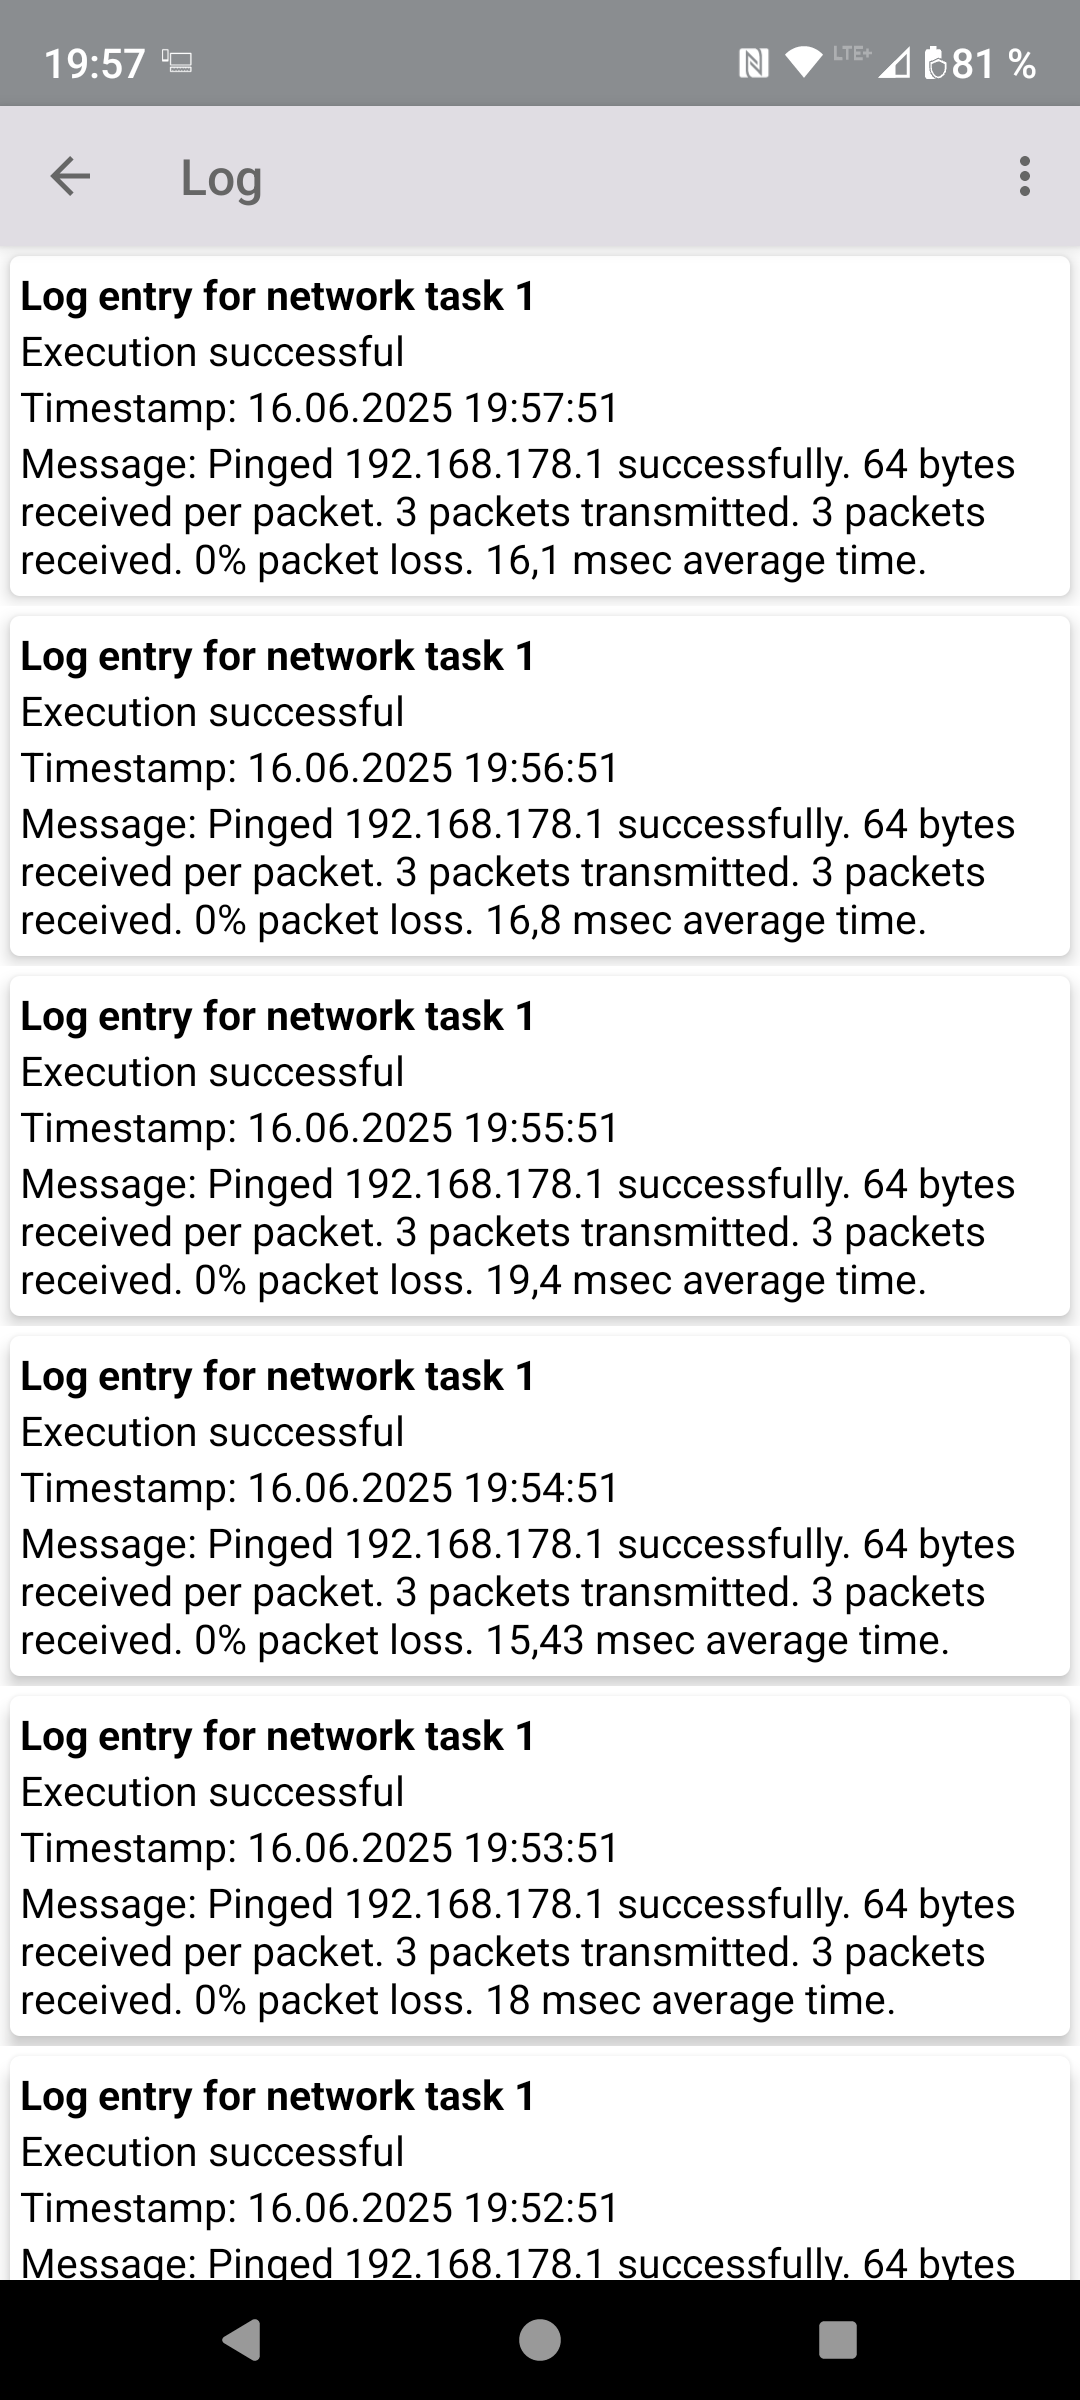 19:57 LTE+ 81 %
Log
Log entry for network task 1
Execution successful
Timestamp: 16.06.2025 19:57:51
Message: Pinged 192.168.178.1 successfully. 64 bytes
received per packet. 3 packets transmitted. 3 packets
received. 0% packet loss. 16,1 msec average time.
Log entry for network task 1
Execution successful
Timestamp: 16.06.2025 19:56:51
Message: Pinged 192.168.178.1 successfully. 64 bytes
received per packet. 3 packets transmitted. 3 packets
received. 0% packet loss. 16,8 msec average time.
Log entry for network task 1
Execution successful
Timestamp: 16.06.2025 19:55:51
Message: Pinged 192.168.178.1 successfully. 64 bytes
received per packet. 3 packets transmitted. 3 packets
received. 0% packet loss. 19,4 msec average time.
Log entry for network task 1
Execution successful
Timestamp: 16.06.2025 19:54:51
Message: Pinged 192.168.178.1 successfully. 64 bytes
received per packet. 3 packets transmitted. 3 packets
received. 0% packet loss. 15,43 msec average time.
Log entry for network task 1
Execution successful
Timestamp: 16.06.2025 19:53:51
Message: Pinged 192.168.178.1 successfully. 64 bytes
received per packet. 3 packets transmitted. 3 packets
received. 0% packet loss. 18 msec average time.
Log entry for network task 1
Execution successful
Timestamp: 16.06.2025 19:52:51
Message: Pinged 192.168.178.1 successfully. 64 bytes